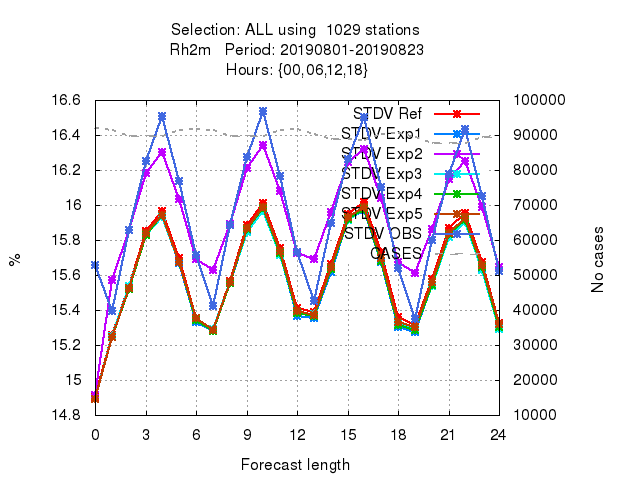 Selection: ALL using  1029 stations
Rh2m   Period: 20190801-20190823
Hours: {00,06,12,18}
16.6
16.4
16.2
16
15.8
15.6
15.4
15.2
15
14.8
%
100000
90000
80000
70000
60000
50000
40000
30000
20000
10000
No cases
STDV Ref
STDV Exp1
STDV Exp2
STDV Exp3
STDV Exp4
STDV Exp5
STDV OBS
CASES
0 3 6 9 12 15 18 21 24
Forecast length